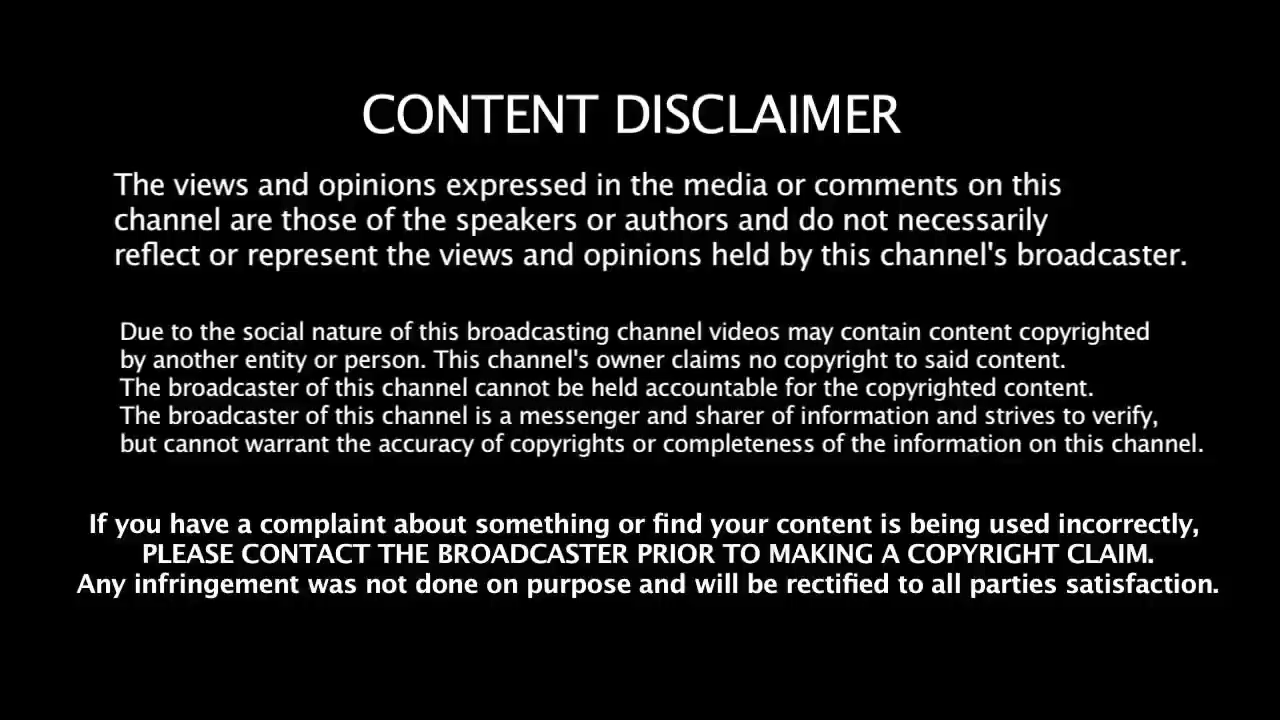 CONTENT DISCLAIMER
The views and opinions expressed in the media or comments on this
channel are those of the speakers or authors and do not necessarily
reflect or represent the views and opinions held by this channel's broadcaster.
Due to the social nature of this broadcasting channel videos may contain content copyrighted
by another entity or person. This channel's owner claims no copyright to said content.
The broadcaster of this channel cannot be held accountable for the copyrighted content.
The broadcaster of this channel is a messenger and sharer of information and strives to verify,
but cannot warrant the accuracy of copyrights or completeness of the information on this channel.
If you have a complaint about something or find your content is being used incorrectly,
PLEASE CONTACT THE BROADCASTER PRIOR TO MAKING A COPYRIGHT CLAIM.
Any infringement was not done on purpose and will be rectified to all parties satisfaction.